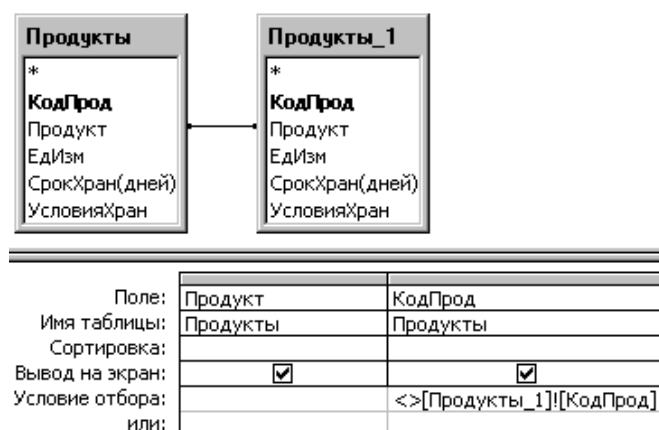 Продукты
*
КодПрод
Продукт
ЕдИзм
СрокХран(дней)
УсловияХран
Продукты_1
*
КодПрод
Продукт
ЕдИзм
СрокХран(дней)
УсловияХран
Поле: Продукт КодПрод
Имя таблицы: Продукты Продукты
Сортировка:
Вывод на экран:
Условие отбора: <>[Продукты_1]![КодПрод]
или: